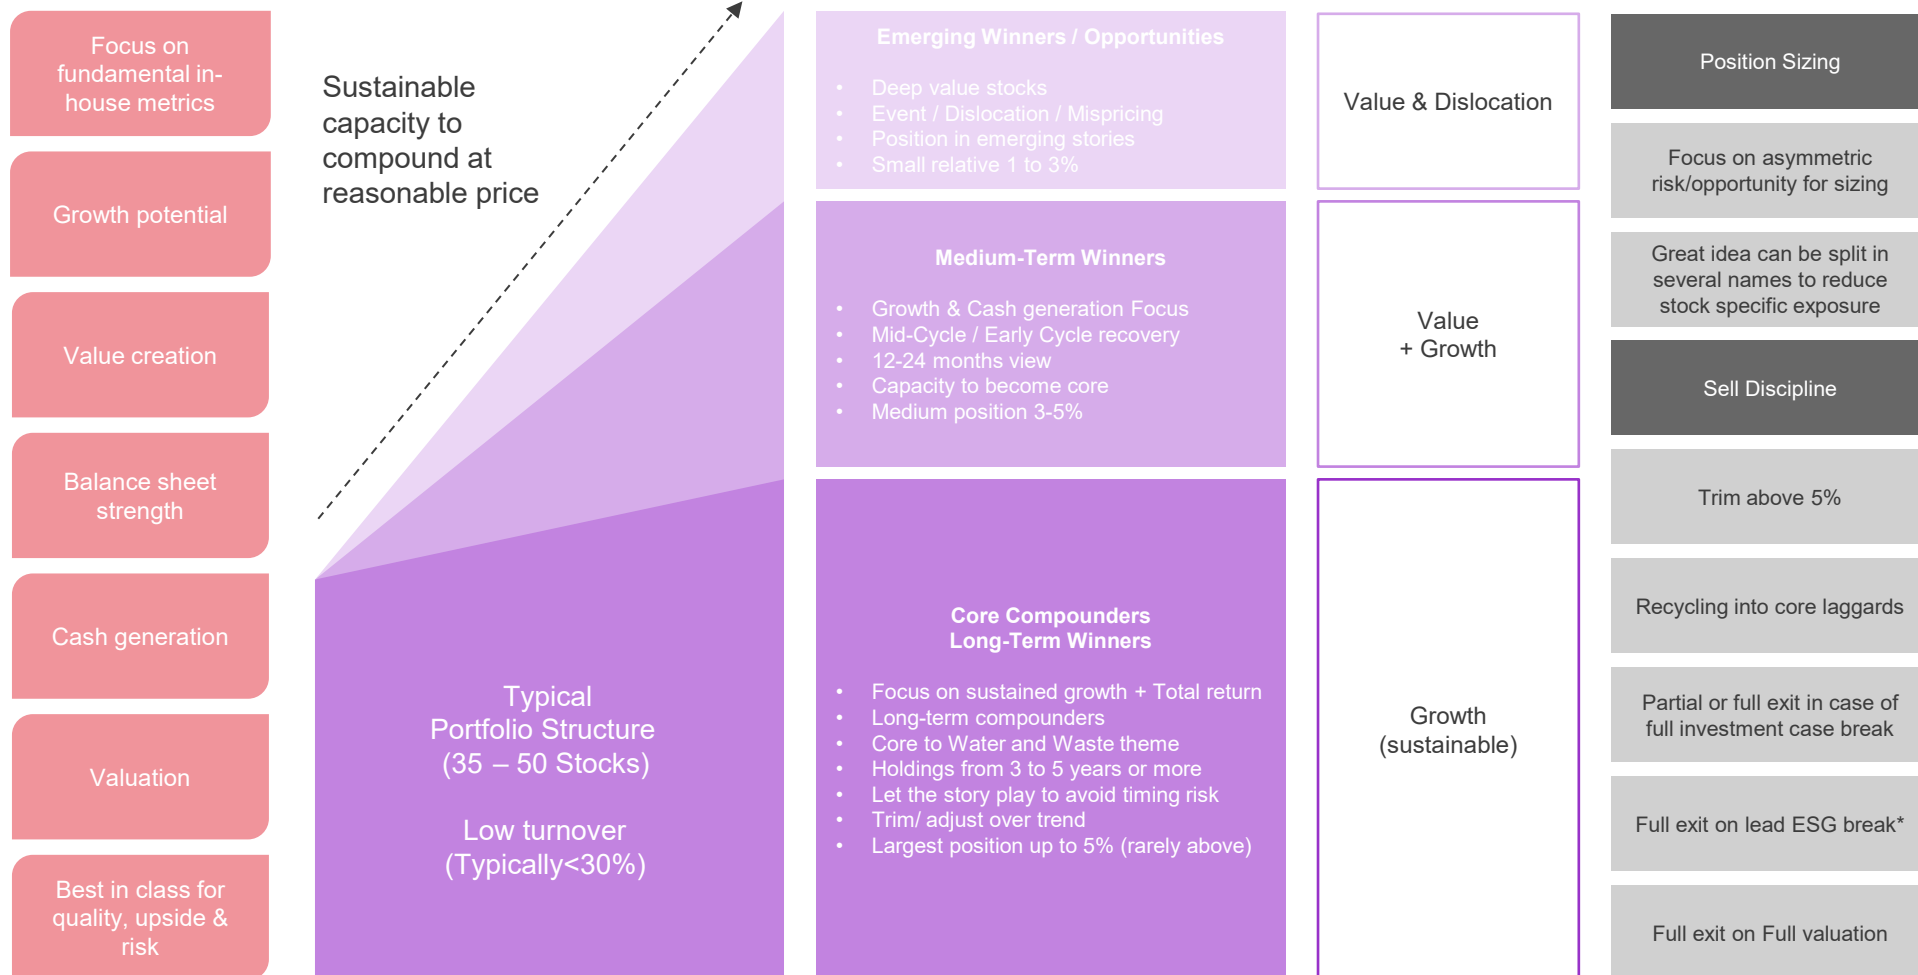 Focus on
fundamental in-
house metrics
Growth potential
Value creation
Balance sheet
strength
Cash generation
Valuation
Best in class for
quality, upside &
risk
Sustainable
capacity to
compound at
reasonable price
Typical
Portfolio Structure
(35 – 50 Stocks)
Low turnover
(Typically<30%)
Emerging Winners / Opportunities
• Deep value stocks
• Event / Dislocation / Mispricing
• Position in emerging stories
• Small relative 1 to 3%
Medium-Term Winners
• Growth & Cash generation Focus
• Mid-Cycle / Early Cycle recovery
• 12-24 months view
• Capacity to become core
• Medium position 3-5%
Core Compounders
Long-Term Winners
• Focus on sustained growth + Total return
• Long-term compounders
• Core to Water and Waste theme
• Holdings from 3 to 5 years or more
• Let the story play to avoid timing risk
• Trim/ adjust over trend
• Largest position up to 5% (rarely above)
Value & Dislocation
Value
+ Growth
Growth
(sustainable)
Position Sizing
Focus on asymmetric
risk/opportunity for sizing
Great idea can be split in
several names to reduce
stock specific exposure
Sell Discipline
Trim above 5%
Recycling into core laggards
Partial or full exit in case of
full investment case break
Full exit on lead ESG break*
Full exit on Full valuation